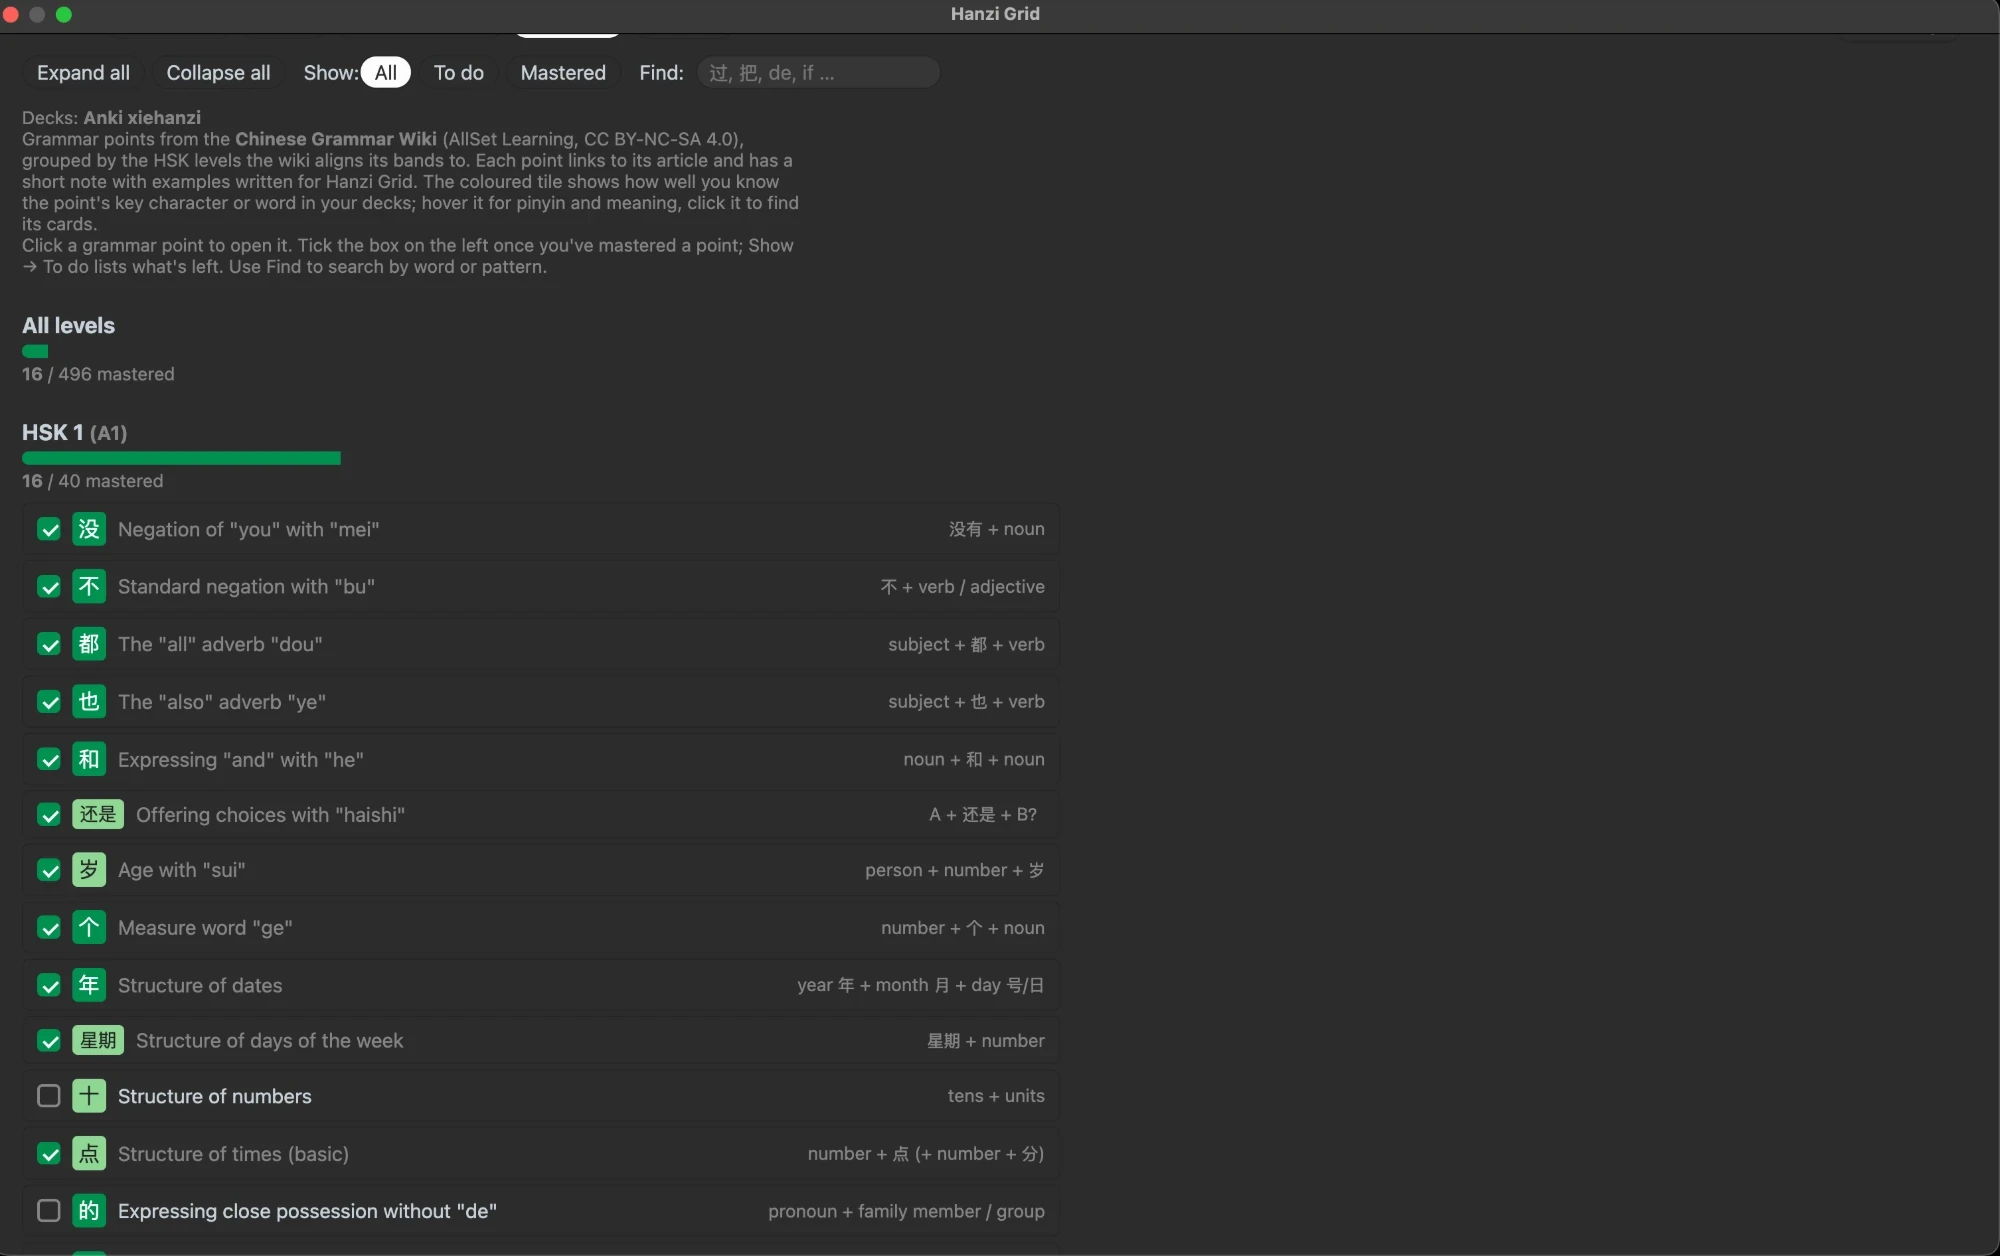 Hanzi Grid
Expand all Collapse all Show: All To do Mastered Find: 过, 把, de, if ...
Decks: Anki xiehanzi
Grammar points from the Chinese Grammar Wiki (AllSet Learning, CC BY-NC-SA 4.0),
grouped by the HSK levels the wiki aligns its bands to. Each point links to its article and has a
short note with examples written for Hanzi Grid. The coloured tile shows how well you know
the point's key character or word in your decks; hover it for pinyin and meaning, click it to find
its cards.
Click a grammar point to open it. Tick the box on the left once you've mastered a point; Show
→ To do lists what's left. Use Find to search by word or pattern.
All levels
16 / 496 mastered
HSK 1 (A1)
16 / 40 mastered
没 Negation of "you" with "mei" 没有 + noun
不 Standard negation with "bu" 不 + verb / adjective
都 The "all" adverb "dou" subject + 都 + verb
也 The "also" adverb "ye" subject + 也 + verb
和 Expressing "and" with "he" noun + 和 + noun
还是 Offering choices with "haishi" A + 还是 + B?
岁 Age with "sui" person + number + 岁
个 Measure word "ge" number + 个 + noun
年 Structure of dates year 年 + month 月 + day 号/日
星期 Structure of days of the week 星期 + number
十 Structure of numbers tens + units
点 Structure of times (basic) number + 点 (+ number + 分)
的 Expressing close possession without "de" pronoun + family member / group